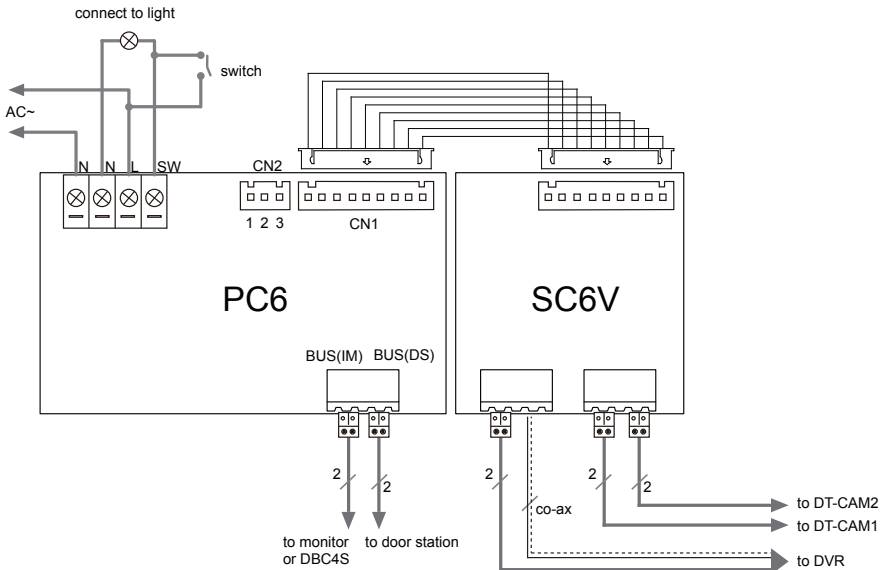 connect to light
switch
AC~
N N L SW
CN2
1 2 3
CN1
PC6
SC6V
BUS(IM) BUS(DS)
2
2
2
2
co-ax
to DT-CAM2
to DT-CAM1
to monitor
or DBC4S
to door station
to DVR